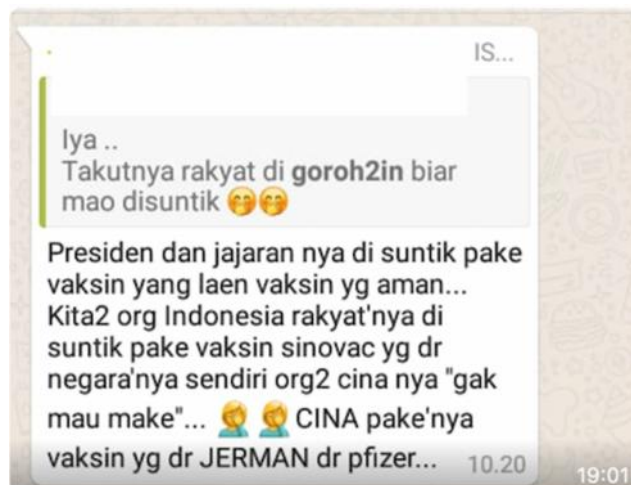 IS...
Iya ..
Takutnya rakyat di goroh2in biar
mao disuntik 🤭🤭
Presiden dan jajaran nya di suntik pake
vaksin yang laen vaksin yg aman...
Kita2 org Indonesia rakyat'nya di
suntik pake vaksin sinovac yg dr
negara'nya sendiri org2 cina nya "gak
mau make"... 🤦 🤦 CINA pake'nya
vaksin yg dr JERMAN dr pfizer... 10.20
19:01